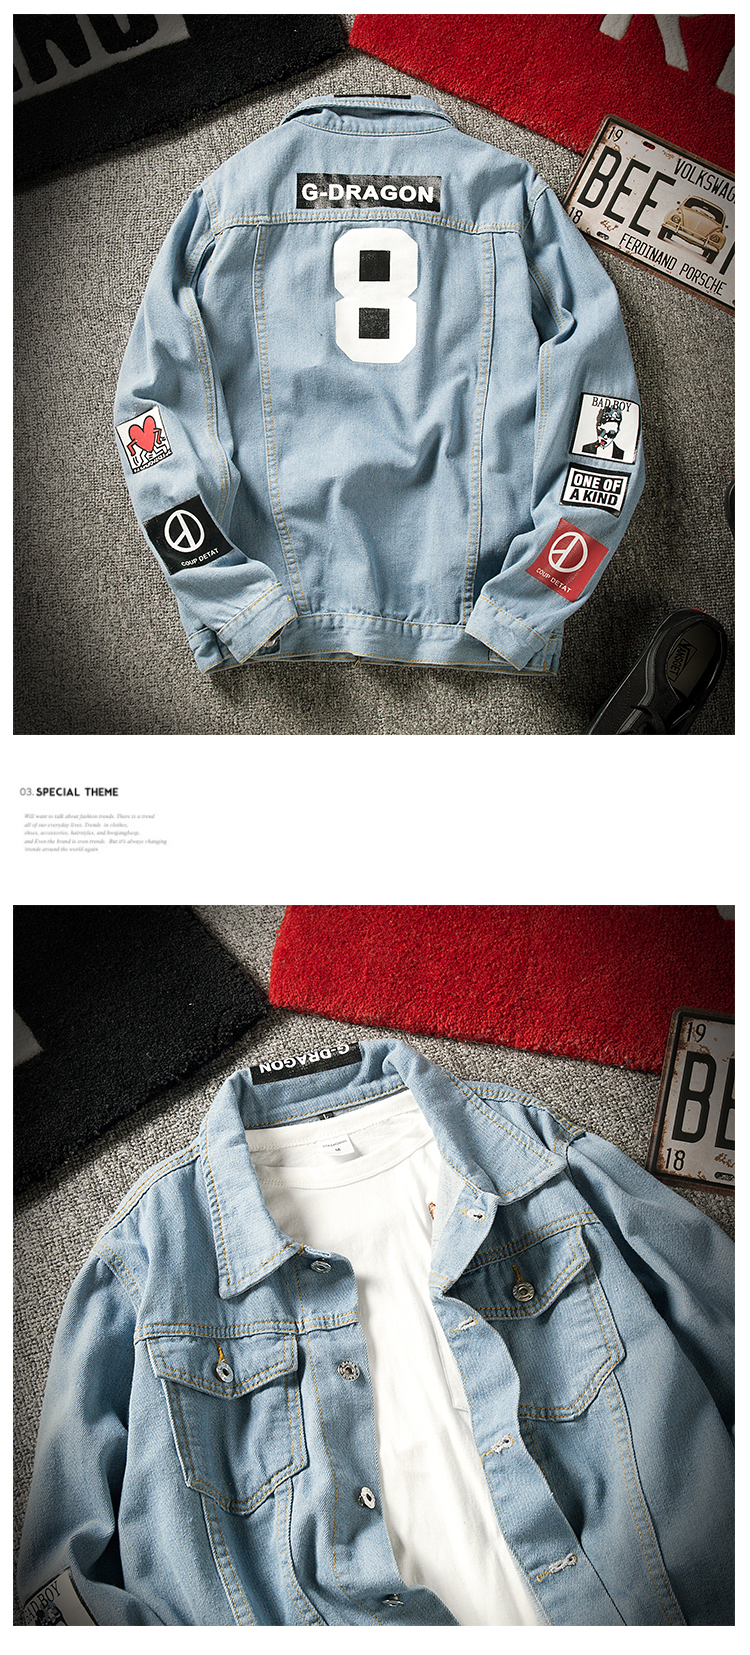 G-DRAGON
8
19
VOLKSWAG
BEE
18
FERDINAND PORSCHE
BAD BOY
ONE OF
A KIND
COUP DETAT
COUP DETAT
03. SPECIAL THEME
Will want to talk about fashion trends. There is a trend
all of our everyday lives. Trends in clothes,
shoes, accessories, hairstyles, and
and Even the brand is even trends. But it's always changing
trends around the world again
G-DRAGON
19
BE
18
M
BAD BOY